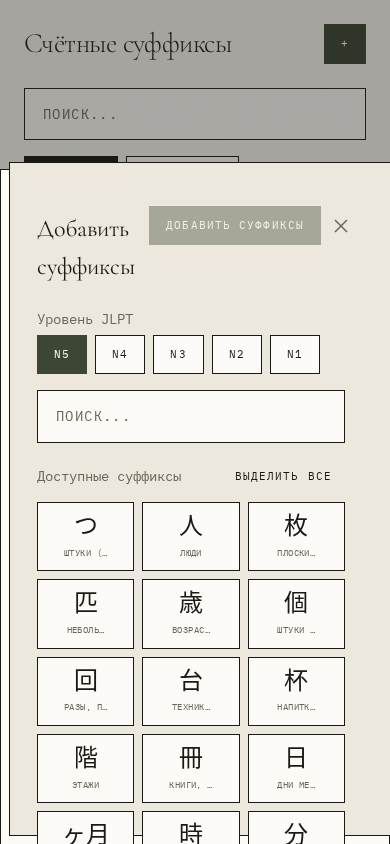 Счётные суффиксы
+
ПОИСК...
Добавить
суффиксы
ДОБАВИТЬ СУФФИКСЫ
Уровень JLPT
N5 N4 N3 N2 N1
ПОИСК...
Доступные суффиксы ВЫДЕЛИТЬ ВСЕ
つ 人 枚
ШТУКИ (… ЛЮДИ ПЛОСКИ…
匹 歳 個
НЕБОЛЬ… ВОЗРАС… ШТУКИ …
回 台 杯
РАЗЫ, П… ТЕХНИК… НАПИТК…
階 冊 日
ЭТАЖИ КНИГИ, … ДНИ МЕ…
ヶ月 時 分